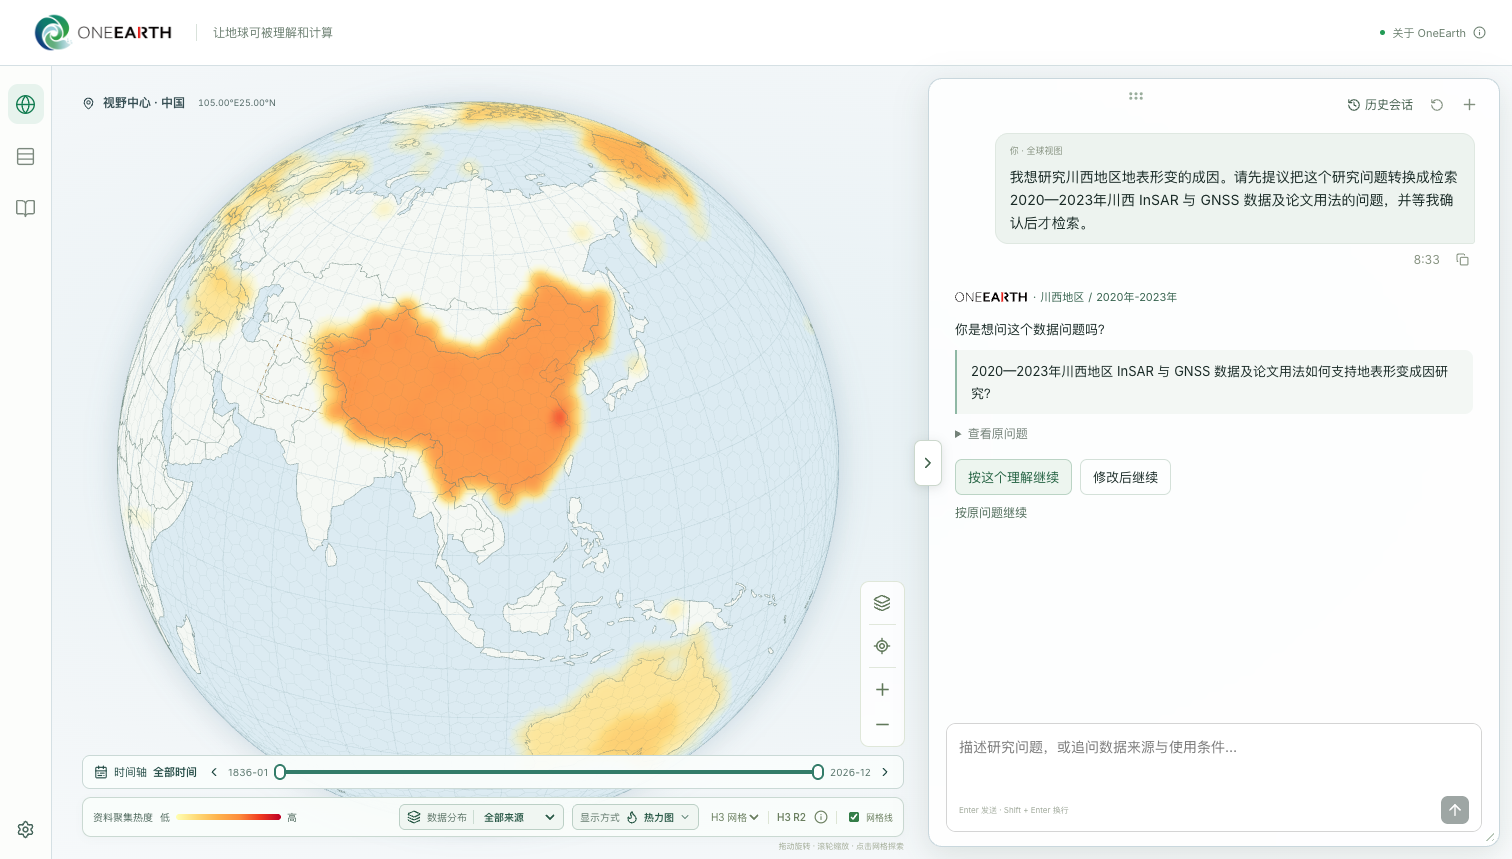 ONEEARTH
让地球可被理解和计算
关于 OneEarth
视野中心 · 中国
105.00°E25.00°N
历史会话
你 · 全球视图
我想研究川西地区地表形变的成因。请先提议把这个研究问题转换成检索
2020—2023年川西 InSAR 与 GNSS 数据及论文用法的问题，并等我确
认后才检索。
8:33
ONEEARTH · 川西地区 / 2020年-2023年
你是想问这个数据问题吗？
2020—2023年川西地区 InSAR 与 GNSS 数据及论文用法如何支持地表形变成因研
究？
查看原问题
按这个理解继续
修改后继续
按原问题继续
描述研究问题，或追问数据来源与使用条件...
Enter 发送 · Shift + Enter 换行
时间轴 全部时间
1836-01
2026-12
资料聚集热度 低
高
数据分布 全部来源
显示方式 热力图
H3 网格
H3 R2
网格线
拖动旋转 · 滚轮缩放 · 点击网格探索